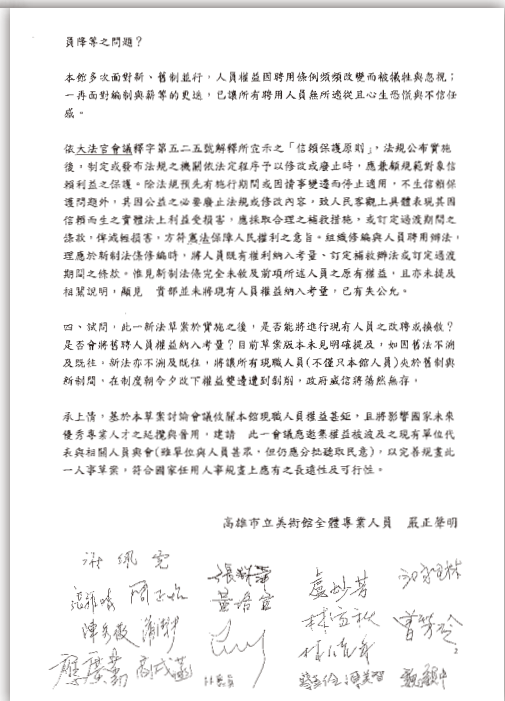 員降等之問題？
本館多次面對新、舊制並行，人員權益因聘用條例頻頻改變而被犧牲與忽視；
一再面對編制與薪等的更迭，已讓所有聘用人員無所適從且心生恐慌與不信任
感。
依大法官會議釋字第五二五號解釋所宣示之「信賴保護原則」，法規公布實施
後，制定或發布法規之機關依法定程序予以修改或廢止時，應兼顧規範對象信
賴利益之保護。除法規預先有施行期間或因情事變遷而停止適用，不生信賴保
護問題外，其因公益之必要廢止法規或修改內容，致人民客觀上具體表現其因
信賴而生之實體法上利益受損害，應採取合理之補救措施，或訂定過渡期間之
條款，俾減輕損害，方符憲法保障人民權利之意旨。組織修編與人員聘用辦法，
理應於新制法條修編時，將人員既有權利納入考量、訂定補救辦法或訂定過渡
期間之條款。惟見新制法條完全未敘及前項所述人員之原有權益，且亦未提及
相關說明，顯見 貴部並未將現有人員權益納入考量，已有失公允。
四、試問，此一新法草案於實施之後，是否能將進行現有人員之改聘或換敘？
是否會將舊聘人員權益納入考量？目前草案版本未見明確提及，如因舊法不溯
及既往，新法亦不溯及既往，將讓所有現職人員(不僅只本館人員)夾於舊制與
新制間，在制度朝令夕改下權益雙邊遭到剝削，政府威信將蕩然無存，
承上情，基於本草案討論會議攸關本館現職人員權益甚鉅，且將影響國家未來
優秀專業人才之延攬與晉用，建請 此一會議應邀集權益被波及之現有單位代
表與相關人員與會(雖單位與人員甚眾，但仍應分批聽取民意)，以完善規畫此
一人事草案，符合國家任用人事規畫上應有之長遠性及可行性。
高雄市立美術館全體專業人員 嚴正聲明
盧妙芳
林宜秋
曾芳玲